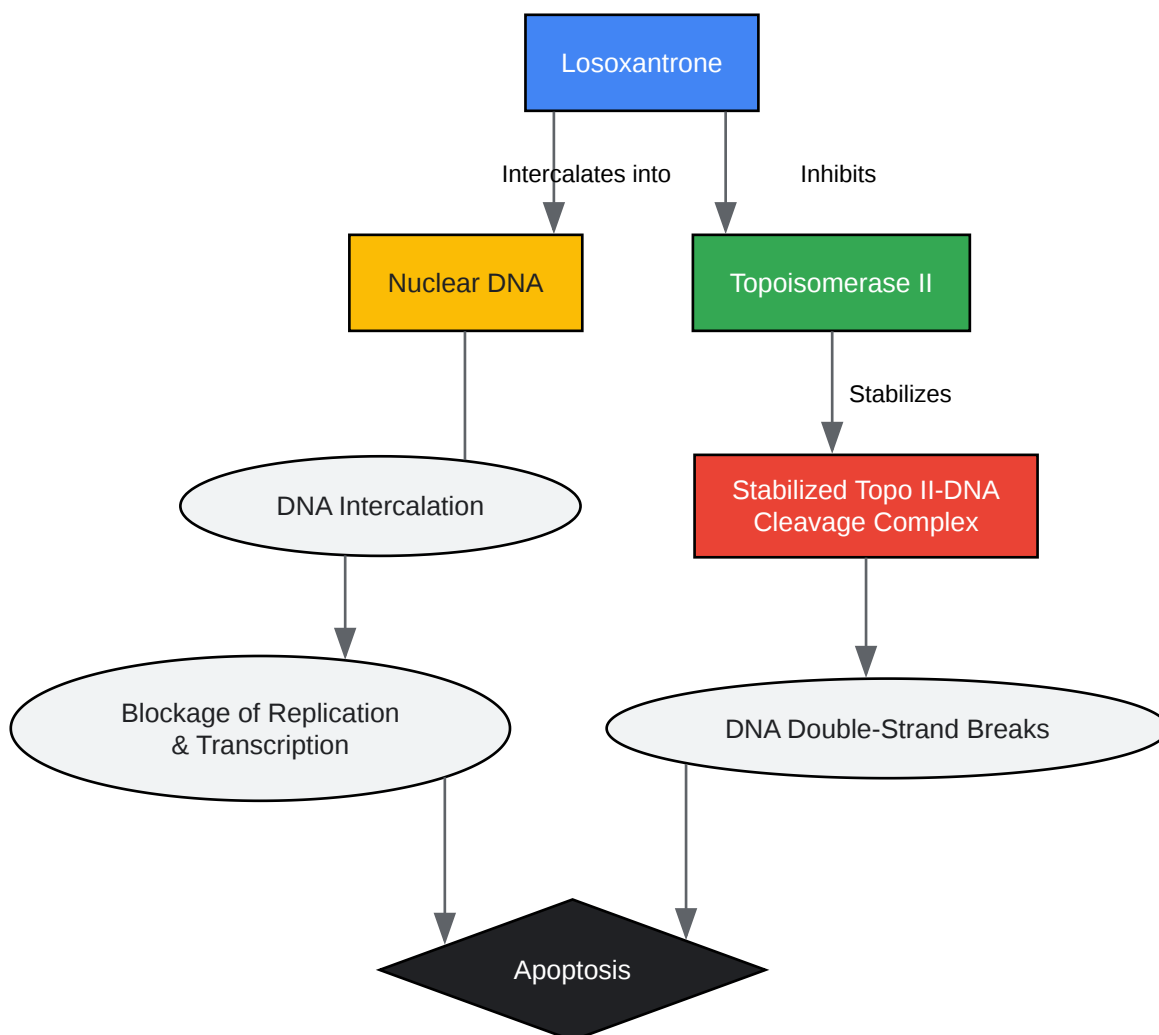 Losoxantrone
Intercalates into
Inhibits
Nuclear DNA
Topoisomerase II
Stabilizes
Stabilized Topo II-DNA
Cleavage Complex
DNA Intercalation
Blockage of Replication
& Transcription
DNA Double-Strand Breaks
Apoptosis